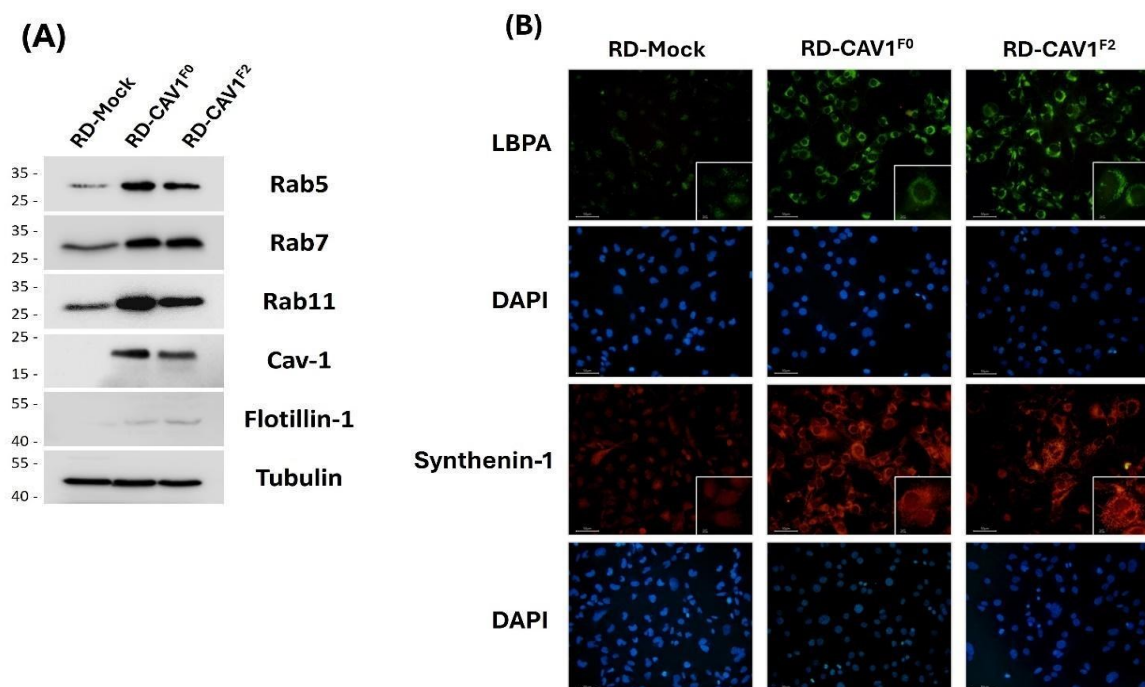 (A)
RD-Mock
RD-CAV1F0
RD-CAV1F2
35 -
25 -
Rab5
35 -
25 -
Rab7
35 -
25 -
Rab11
25 -
15 -
Cav-1
55 -
40 -
Flotillin-1
55 -
40 -
Tubulin
(B)
RD-Mock
RD-CAV1F0
RD-CAV1F2
LBPA
DAPI
Synthenin-1
DAPI